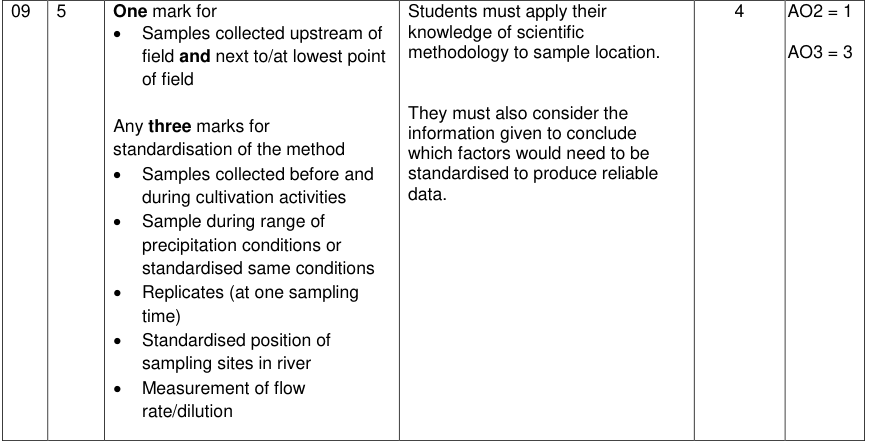 09 5 One mark for
• Samples collected upstream of
field and next to/at lowest point
of field
Any three marks for
standardisation of the method
• Samples collected before and
during cultivation activities
• Sample during range of
precipitation conditions or
standardised same conditions
• Replicates (at one sampling
time)
• Standardised position of
sampling sites in river
• Measurement of flow
rate/dilution
Students must apply their
knowledge of scientific
methodology to sample location.
They must also consider the
information given to conclude
which factors would need to be
standardised to produce reliable
data.
4
AO2 = 1
AO3 = 3